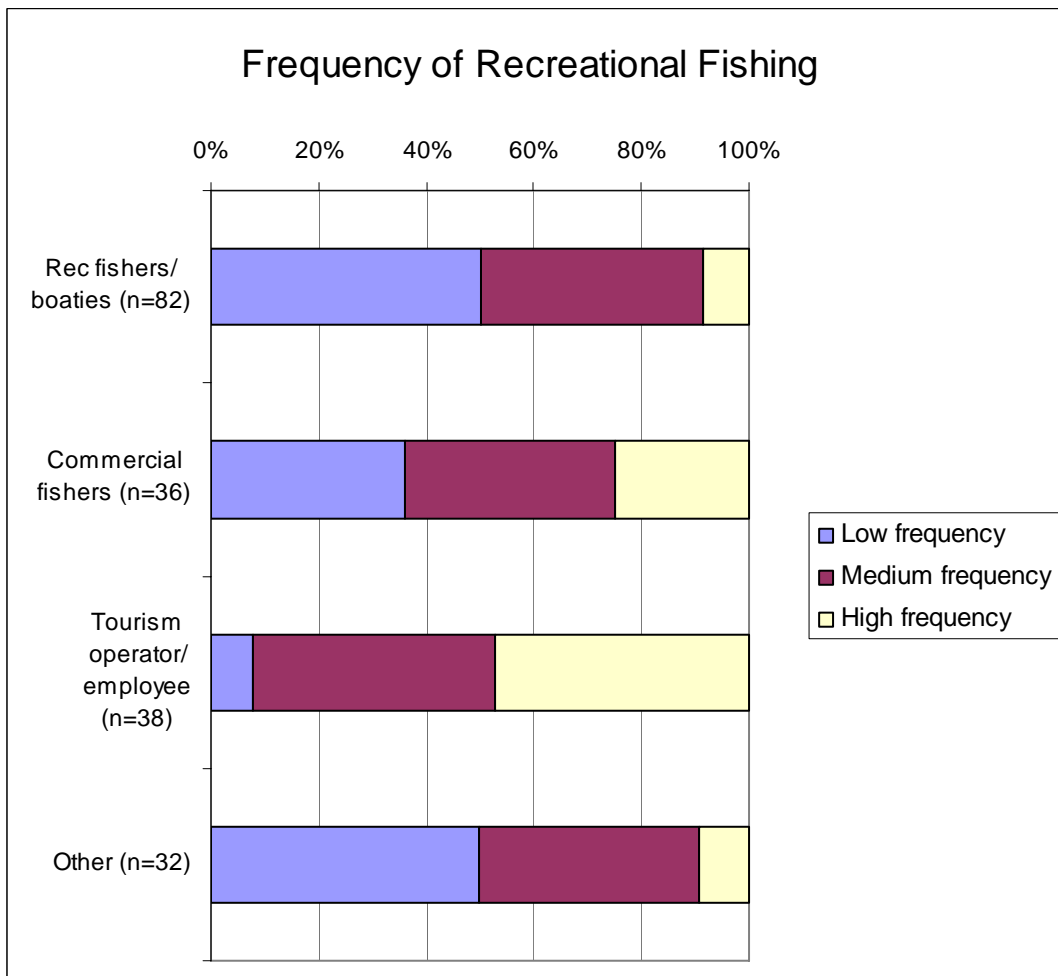 Frequency of Recreational Fishing
0% 20% 40% 60% 80% 100%
Rec fishers/
boaties (n=82)
Commercial
fishers (n=36)
Tourism
operator/
employee
(n=38)
Other (n=32)
Low frequency
Medium frequency
High frequency